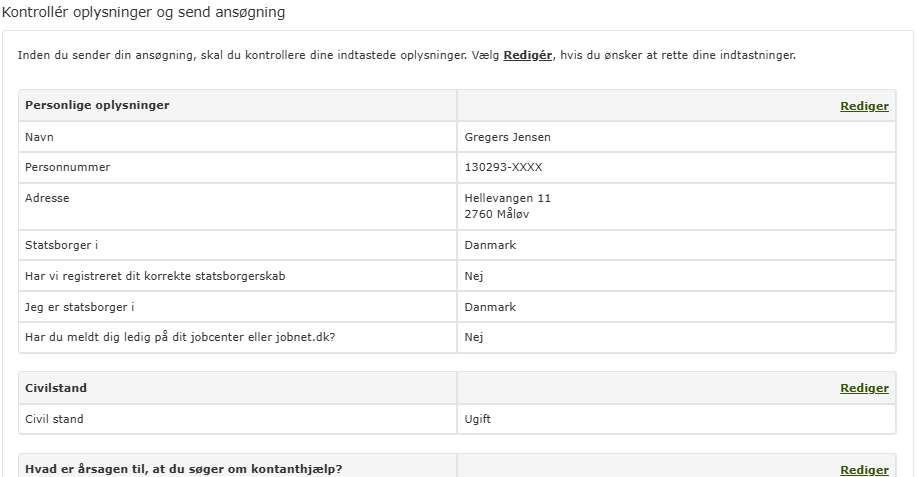 Kontrollér oplysninger og send ansøgning
Inden du sender din ansøgning, skal du kontrollere dine indtastede oplysninger. Vælg Redigér, hvis du ønsker at rette dine indtastninger.
Personlige oplysninger Rediger
Navn Gregers Jensen
Personnummer 130293-XXXX
Adresse Hellevangen 11
2760 Måløv
Statsborger i Danmark
Har vi registreret dit korrekte statsborgerskab Nej
Jeg er statsborger i Danmark
Har du meldt dig ledig på dit jobcenter eller jobnet.dk? Nej
Civilstand Rediger
Civil stand Ugift
Hvad er årsagen til, at du søger om kontanthjælp? Rediger